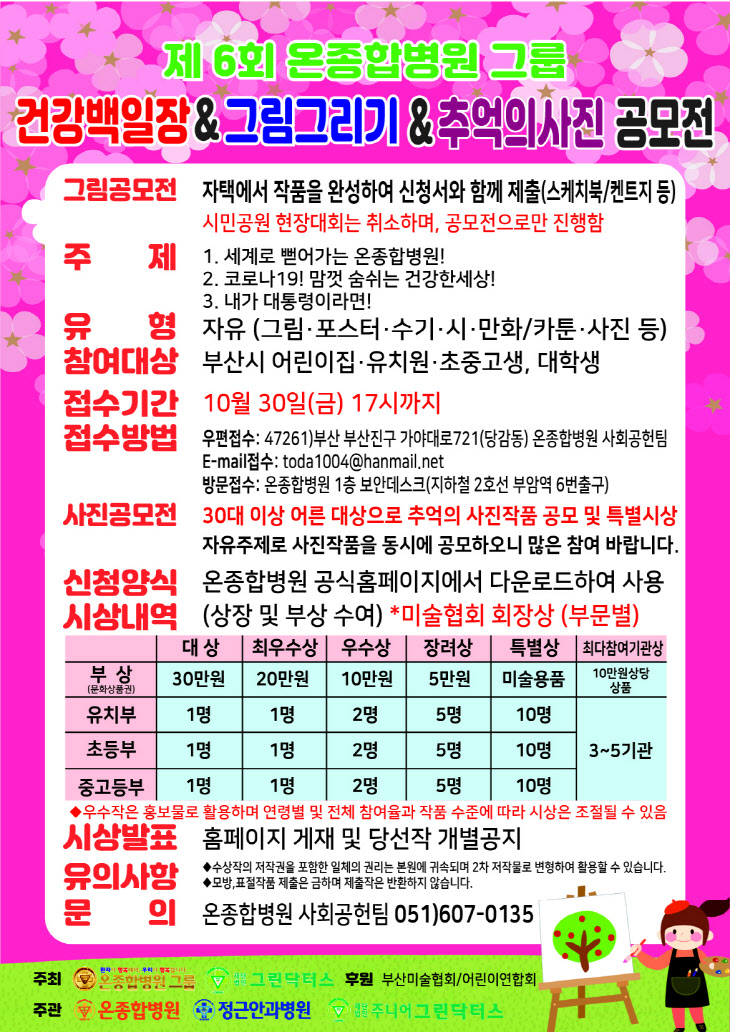 제 6회 온종합병원 그룹
건강백일장&그림그리기 &추억의사진 공모전
그림공모전 자택에서 작품을 완성하여 신청서와 함께 제출(스케치북/켄트지 등)
시민공원 현장대회는 취소하며, 공모전으로만 진행함
주 제 1. 세계로 뻗어가는 온종합병원!
2. 코로나19! 맘껏 숨쉬는 건강한세상!
3. 내가 대통령이라면!
유 형 자유 (그림·포스터·수기·시·만화/카툰·사진 등)
참여대상 부산시 어린이집·유치원·초중고생, 대학생
접수기간 10월 30일(금) 17시까지
접수방법 우편접수: 47261)부산 부산진구 가야대로721(당감동) 온종합병원 사회공헌팀
E-mail접수: toda1004@hanmail.net
방문접수: 온종합병원 1층 보안데스크(지하철 2호선 부암역 6번출구)
사진공모전 30대 이상 어른 대상으로 추억의 사진작품 공모 및 특별시상
자유주제로 사진작품을 동시에 공모하오니 많은 참여 바랍니다.
신청양식 온종합병원 공식홈페이지에서 다운로드하여 사용
시상내역 (상장 및 부상 수여) *미술협회 회장상 (부문별)
대 상 최우수상 우수상 장려상 특별상 최다참여기관상
부 상 (문화상품권) 30만원 20만원 10만원 5만원 미술용품 10만원상당 상품
유치부 1명 1명 2명 5명 10명
초등부 1명 1명 2명 5명 10명 3~5기관
중고등부 1명 1명 2명 5명 10명
◆우수작은 홍보물로 활용하며 연령별 및 전체 참여율과 작품 수준에 따라 시상은 조절될 수 있음
시상발표 홈페이지 게재 및 당선작 개별공지
유의사항 ◆수상작의 저작권을 포함한 일체의 권리는 본원에 귀속되며 2차 저작물로 변형하여 활용할 수 있습니다.
◆모방,표절작품 제출은 금하며 제출작은 반환하지 않습니다.
문 의 온종합병원 사회공헌팀 051)607-0135
주최 온종합병원 그룹 그린닥터스 후원 부산미술협회/어린이연합회
주관 온종합병원 정근안과병원 주니어그린닥터스